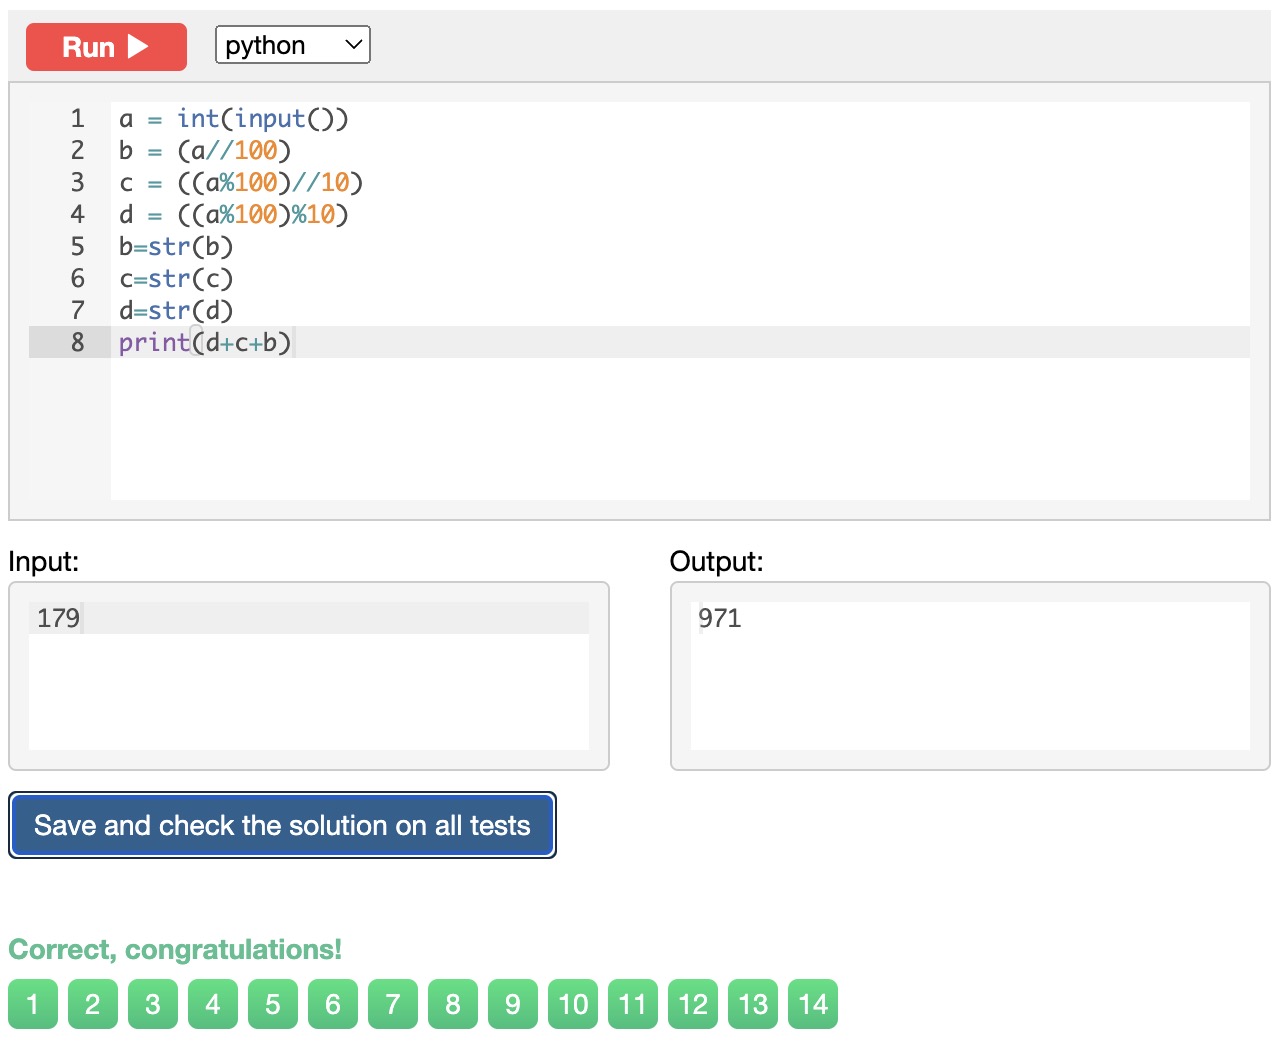 Run
python
1 a = int(input())
2 b = (a//100)
3 c = ((a%100)//10)
4 d = ((a%100)%10)
5 b=str(b)
6 c=str(c)
7 d=str(d)
8 print(d+c+b)
Input:
179
Output:
971
Save and check the solution on all tests
Correct, congratulations!
1 2 3 4 5 6 7 8 9 10 11 12 13 14